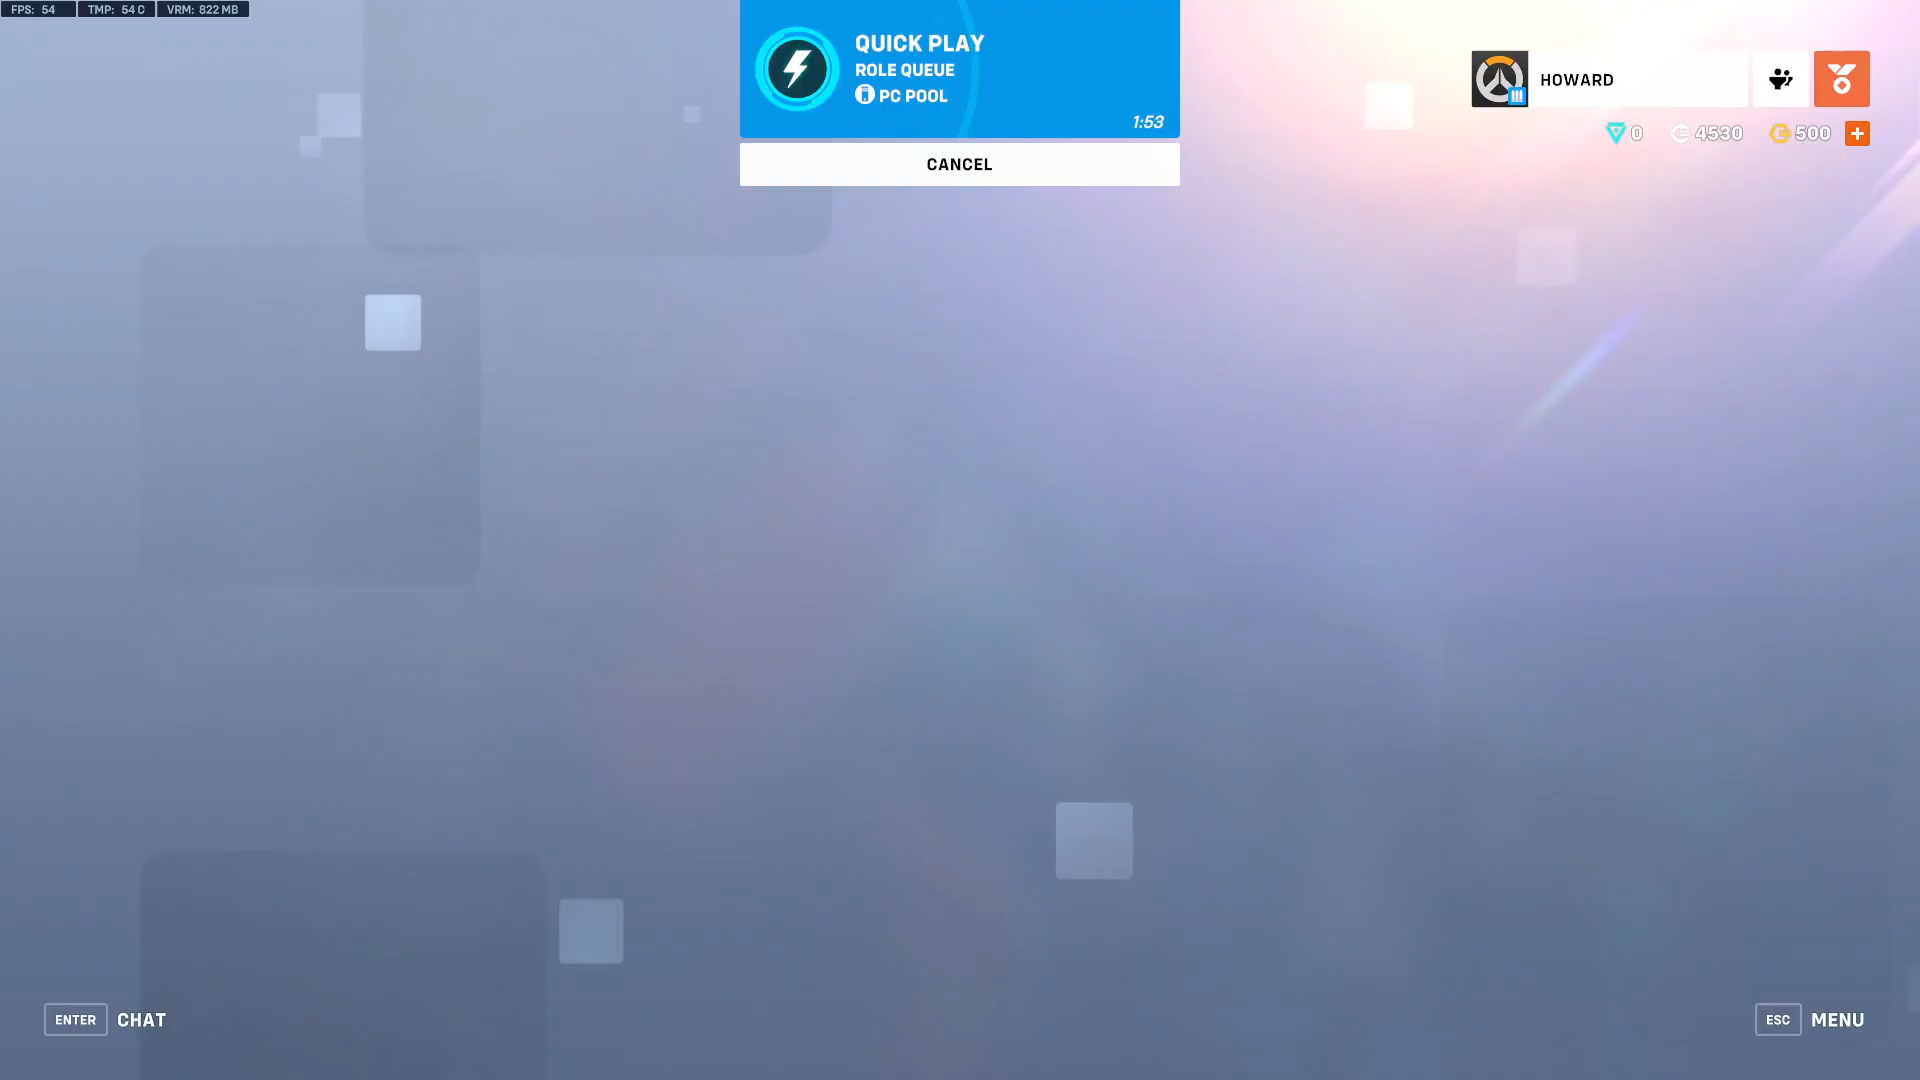 FPS: 54 TMP: 54 C VRM: 822 MB
QUICK PLAY
ROLE QUEUE
PC POOL
1:53
CANCEL
HOWARD
0 4530 500 +
ENTER CHAT
ESC MENU